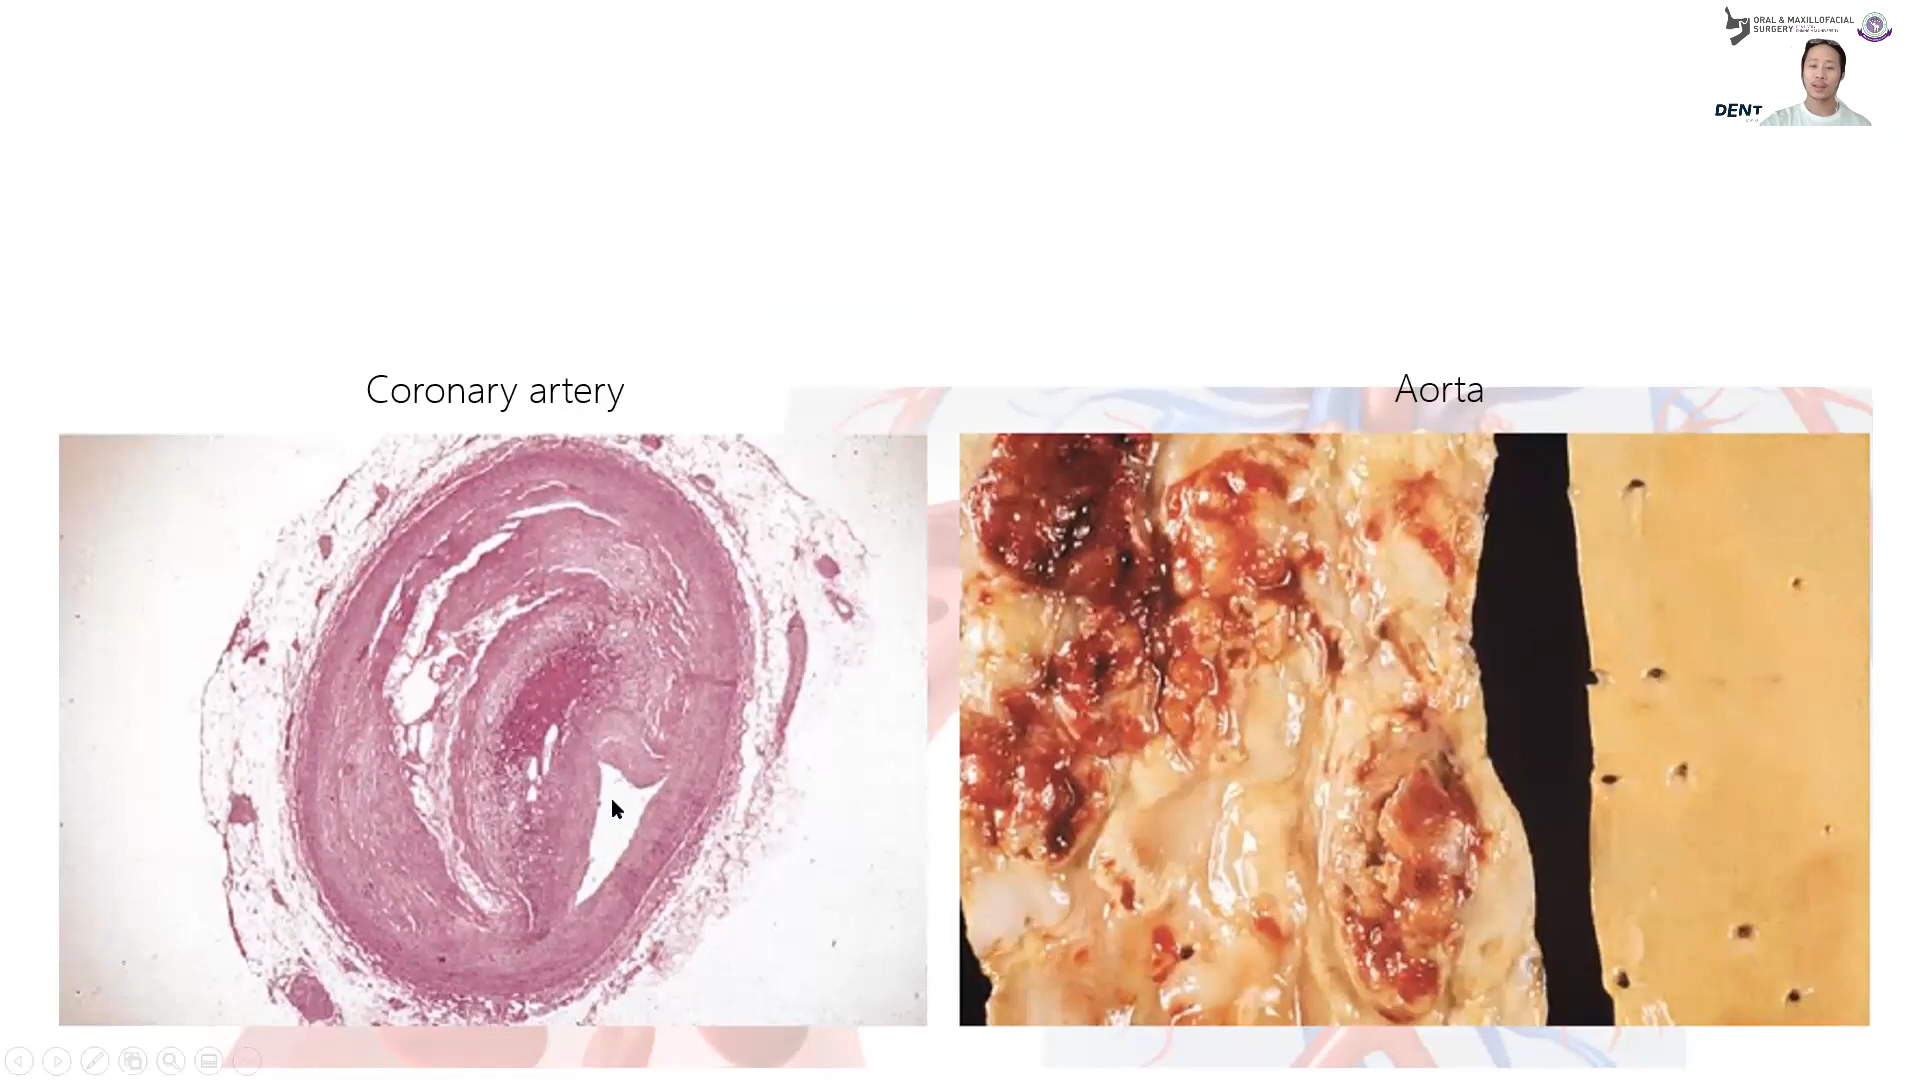 ORAL & MAXILLOFACIAL
SURGERY
DENT
Coronary artery
Aorta